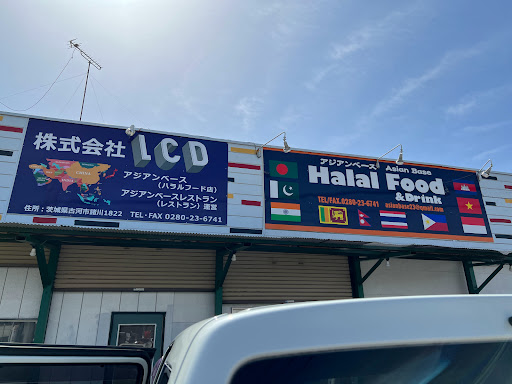 株式会社 LCD
アジアンベース
(ハラルフード店)
アジアンベースレストラン
(レストラン) 運営
住所:茨城県古河市諸川1822 TEL・FAX 0280-23-6741
アジアンベース Asian Base
Halal Food
& Drink
TEL/FAX.0280-23-6741 asianbase23@gmail.com